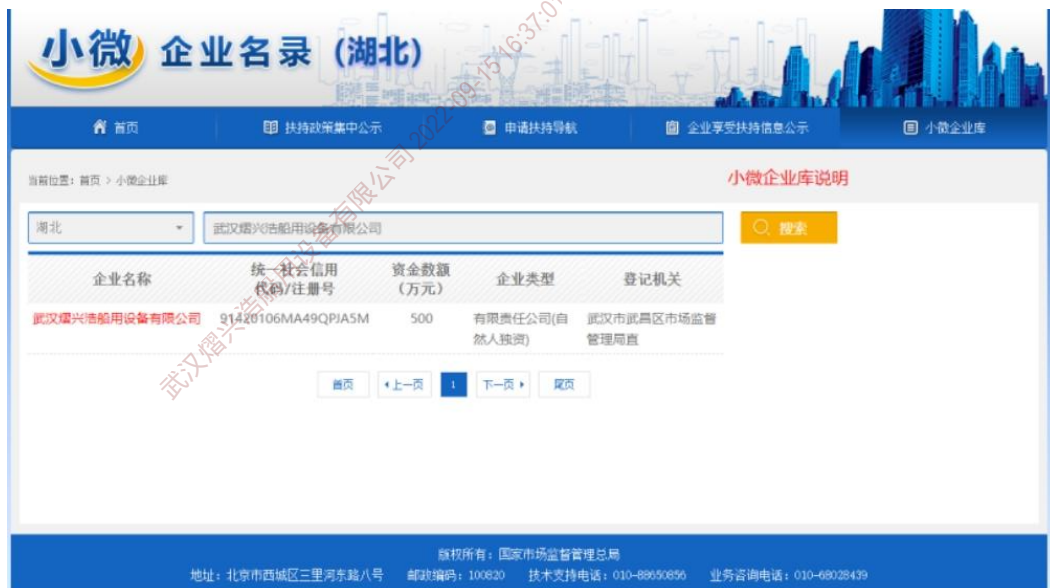 小微 企业名录（湖北）
首页 扶持政策集中公示 申请扶持导航 企业享受扶持信息公示 小微企业库
当前位置：首页 > 小微企业库 小微企业库说明
湖北 武汉熠兴浩船用设备有限公司 搜索
企业名称 统一社会信用代码/注册号 资金数额（万元） 企业类型 登记机关
武汉熠兴浩船用设备有限公司 91420106MA49QPJA5M 500 有限责任公司(自 武汉市武昌区市场监督
然人独资) 管理局直
首页 上一页 1 下一页 尾页
版权所有：国家市场监督管理总局
地址：北京市西城区三里河东路八号 邮政编码：100820 技术支持电话：010-88650856 业务咨询电话：010-68028439
武汉熠兴浩船用设备有限公司 2022-09-15 16:37:01